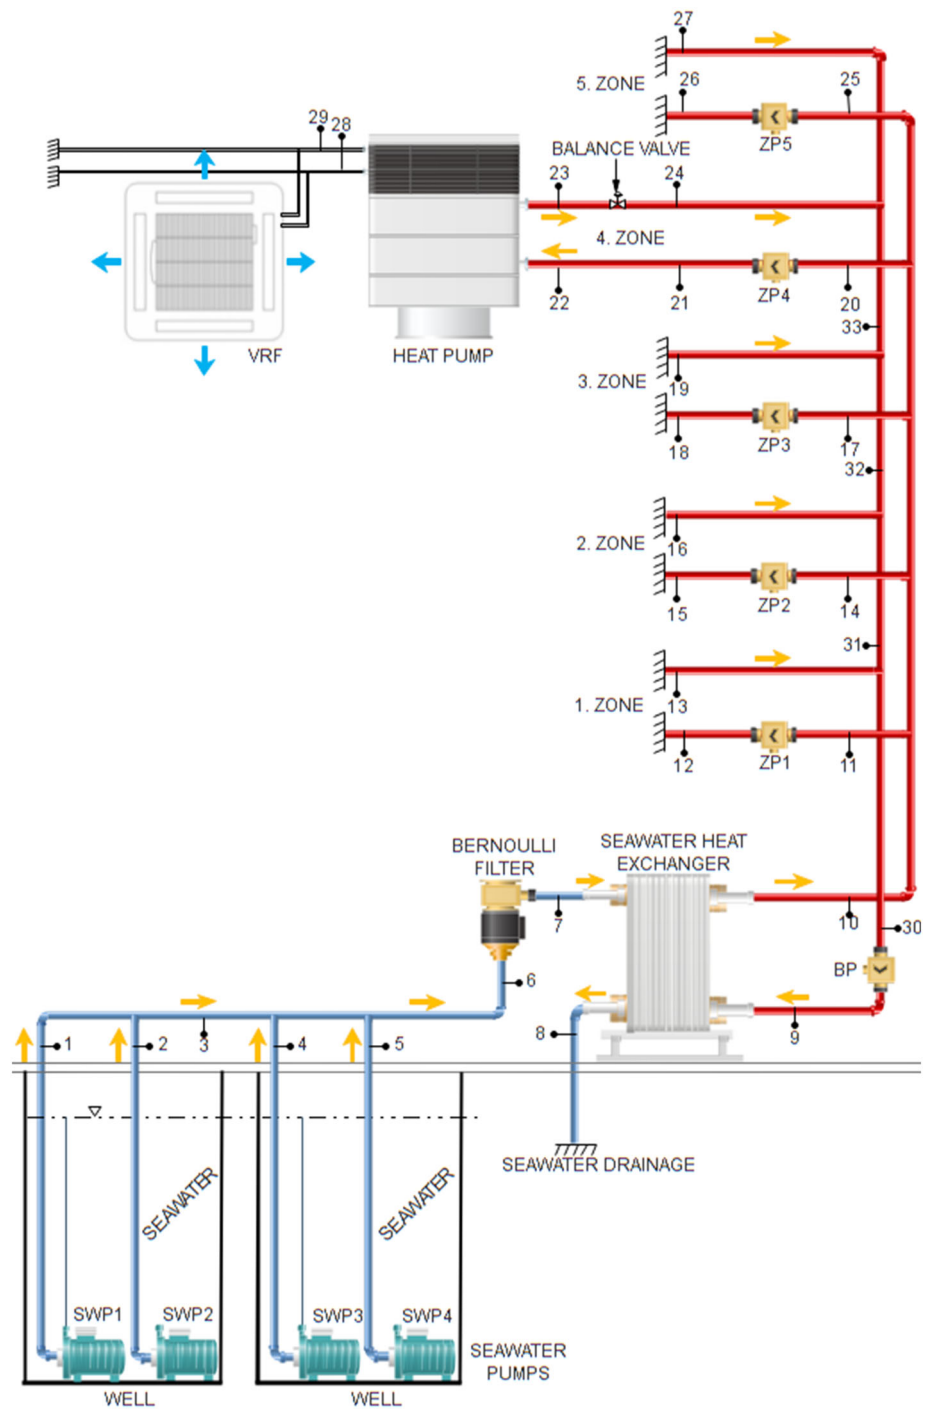 27
5. ZONE
26
25
ZP5
29
28
BALANCE VALVE
23
24
4. ZONE
22
21
ZP4
20
33
VRF
HEAT PUMP
3. ZONE
19
18
ZP3
17
32
2. ZONE
16
15
ZP2
14
31
1. ZONE
13
12
ZP1
11
BERNOULLI
FILTER
SEAWATER HEAT
EXCHANGER
7
10
30
BP
6
1
2
3
4
5
8
9
SEAWATER DRAINAGE
SEAWATER
SEAWATER
SWP1
SWP2
SWP3
SWP4
SEAWATER
PUMPS
WELL
WELL